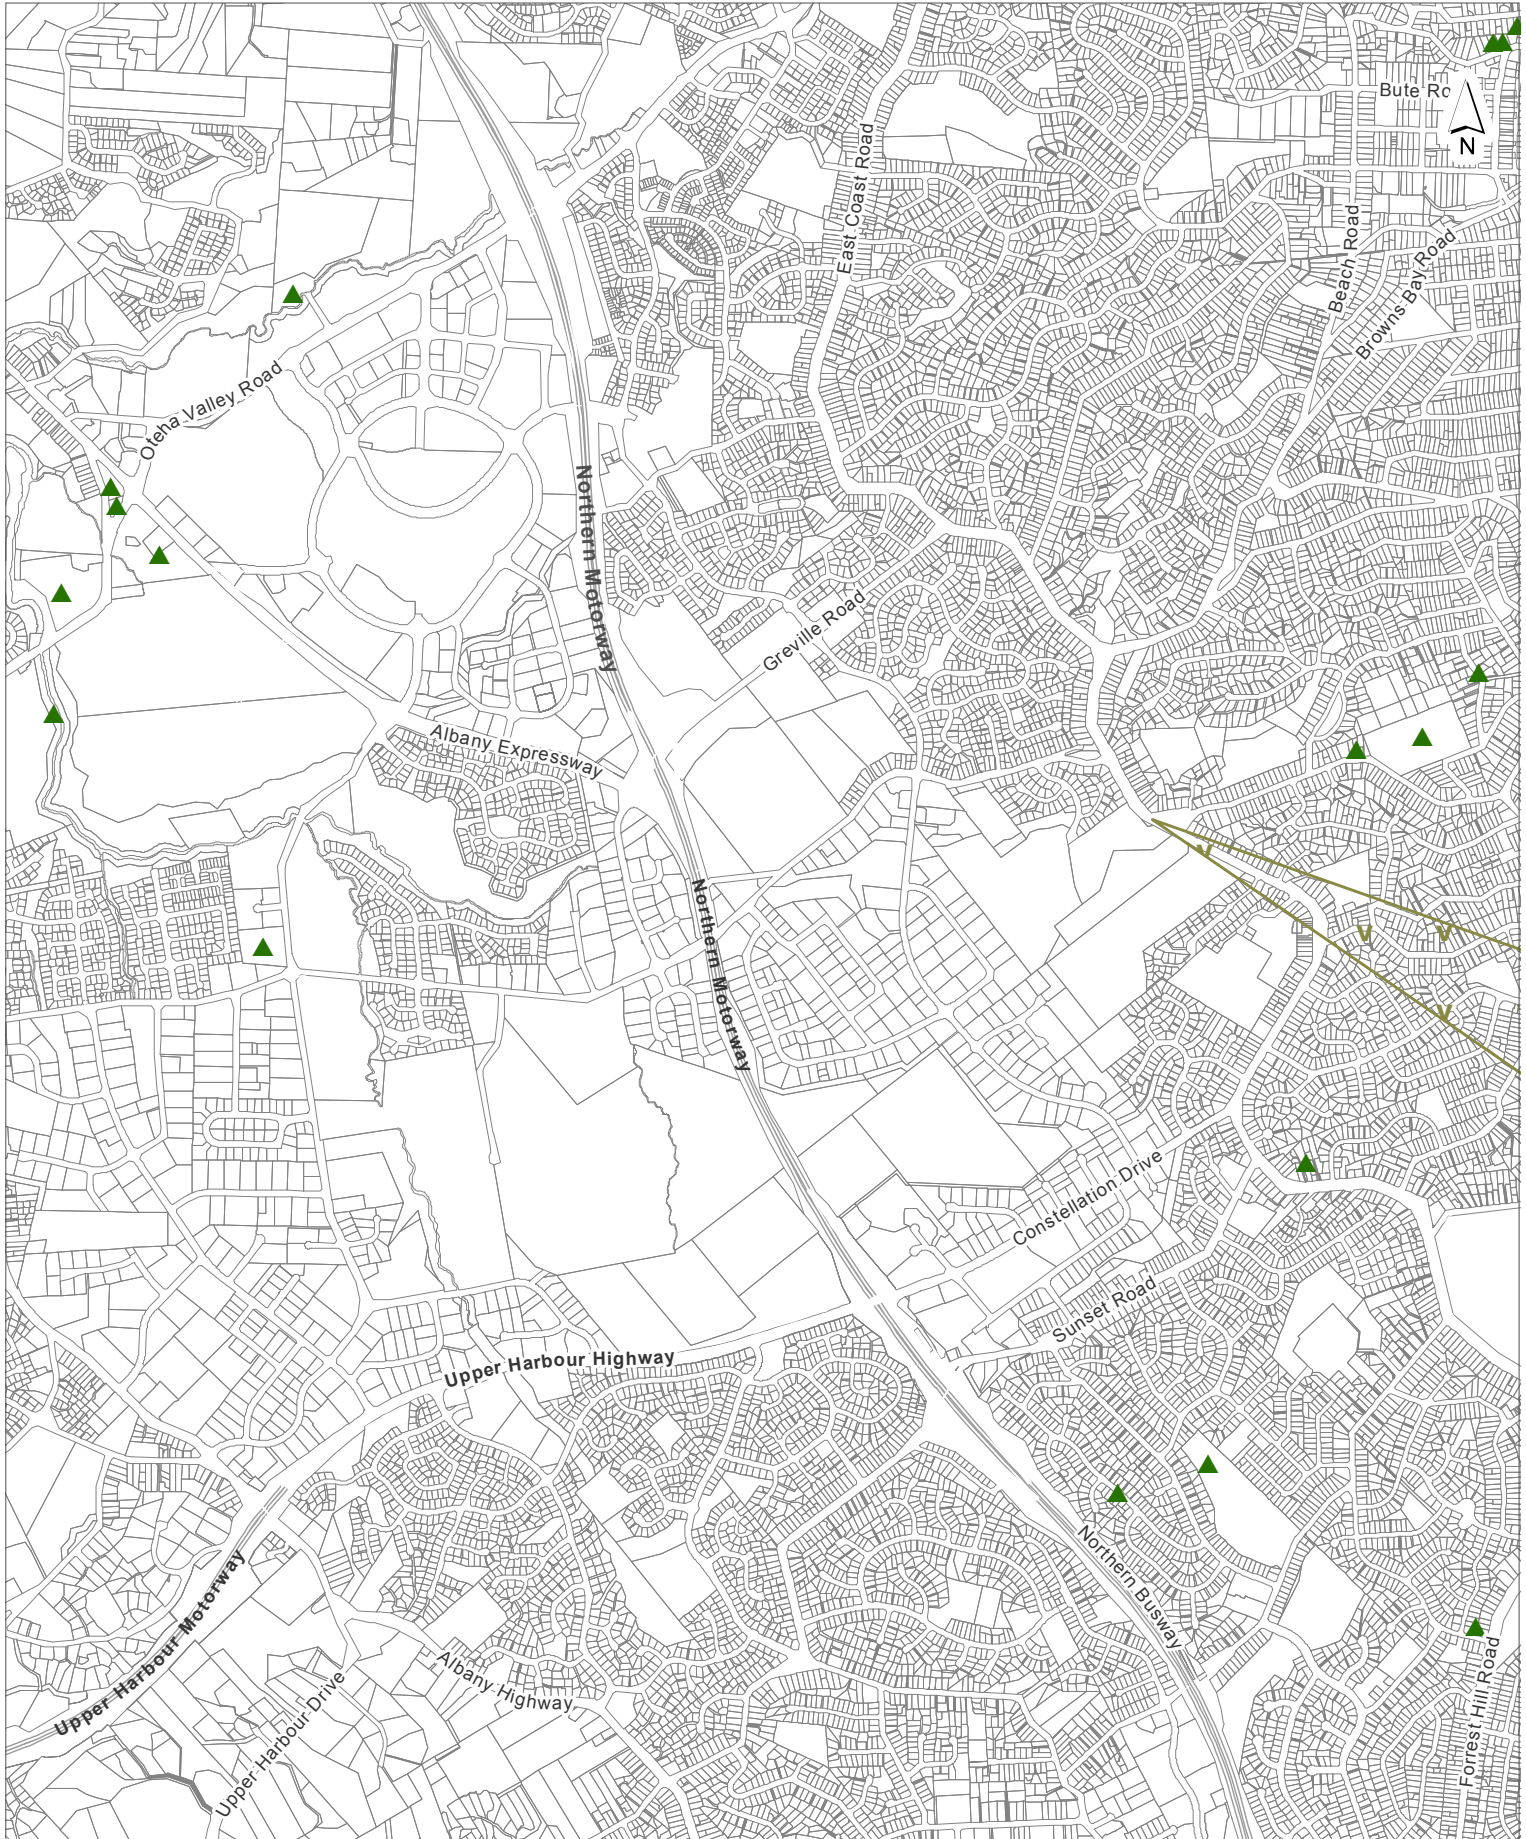 Bute Ro
N
East Coast Road
Beach Road
Browns Bay Road
Oteha Valley Road
Northern Motorway
Greville Road
Albany Expressway
V
V
V
Northern Motorway
V
Constellation Drive
Sunset Road
Upper Harbour Highway
Northern Busway
Upper Harbour Motorway
Albany Highway
Forrest Hill Road
Upper Harbour Drive